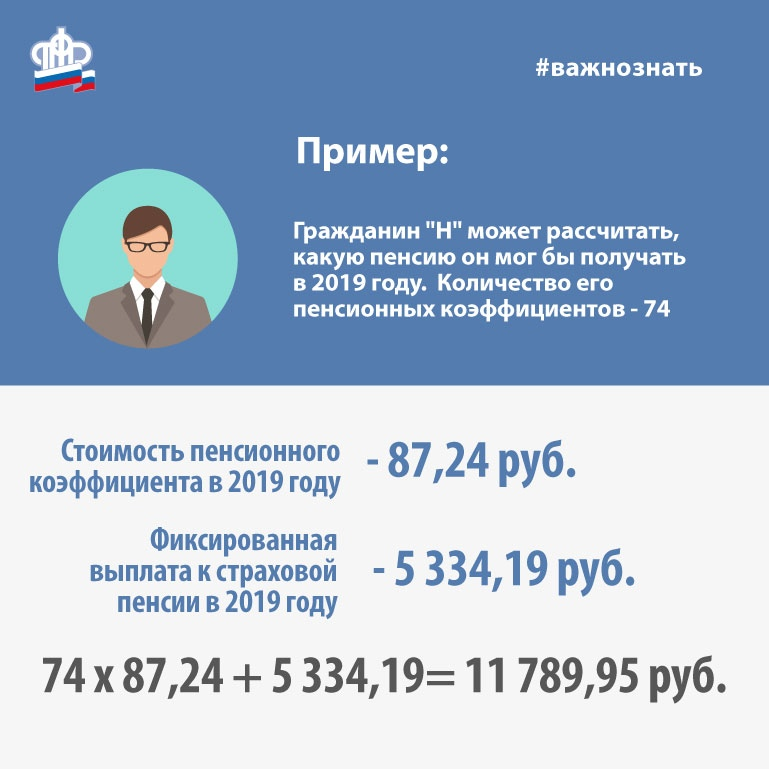 #важнознать
Пример:
Гражданин "Н" может рассчитать,
какую пенсию он мог бы получать
в 2019 году. Количество его
пенсионных коэффициентов - 74
Стоимость пенсионного
коэффициента в 2019 году
- 87,24 руб.
Фиксированная
выплата к страховой
пенсии в 2019 году
- 5 334,19 руб.
74 х 87,24 + 5 334,19= 11 789,95 руб.